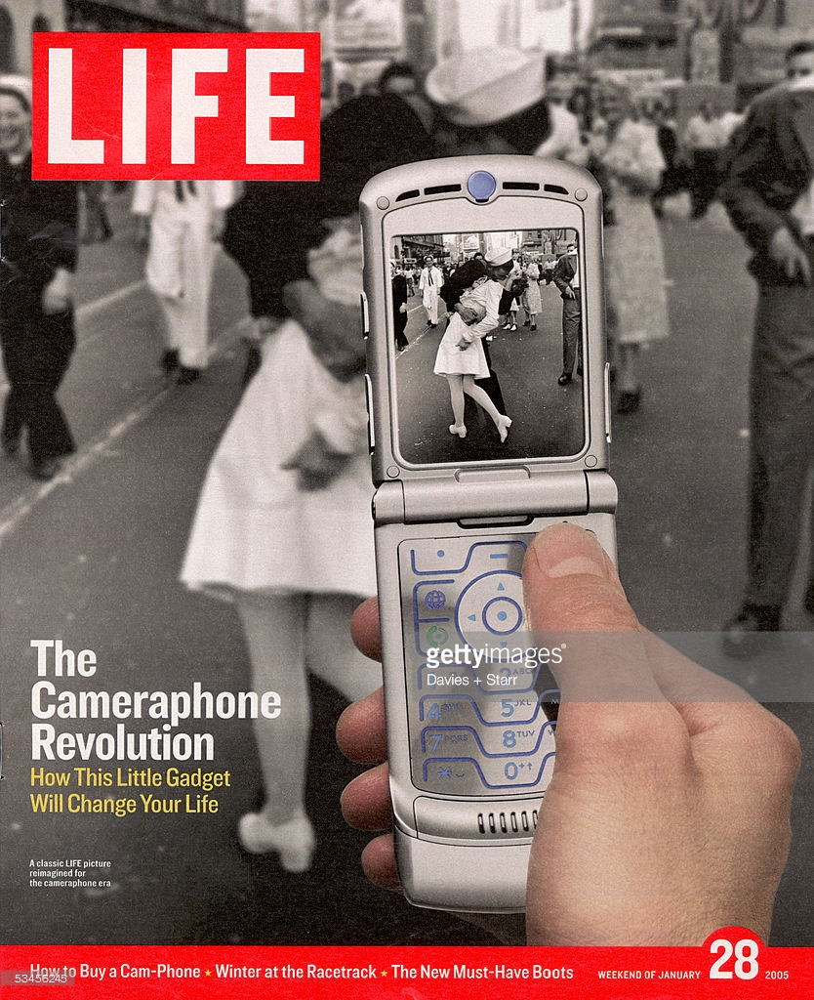 LIFE
gettyimages®
Davies + Starr
2ABC
4
5JKL
7PQRS
8TUV
0++
The
Cameraphone
Revolution
How This Little Gadget
Will Change Your Life
A classic LIFE picture
reimagined for
the cameraphone era
How to Buy a Cam-Phone ★ Winter at the Racetrack ★ The New Must-Have Boots WEEKEND OF JANUARY 28 2005
53456245